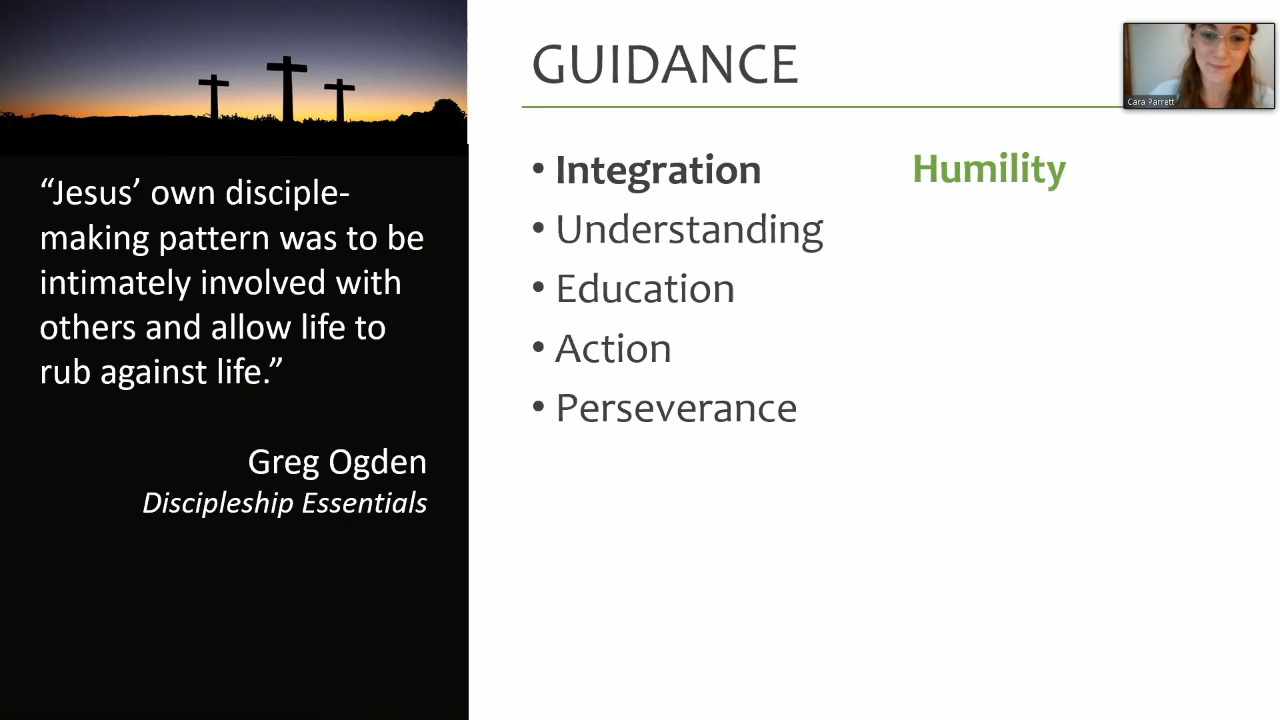 “Jesus’ own disciple-
making pattern was to be
intimately involved with
others and allow life to
rub against life.”
Greg Ogden
Discipleship Essentials
GUIDANCE
• Integration
Humility
• Understanding
• Education
• Action
• Perseverance
Cara Parrett